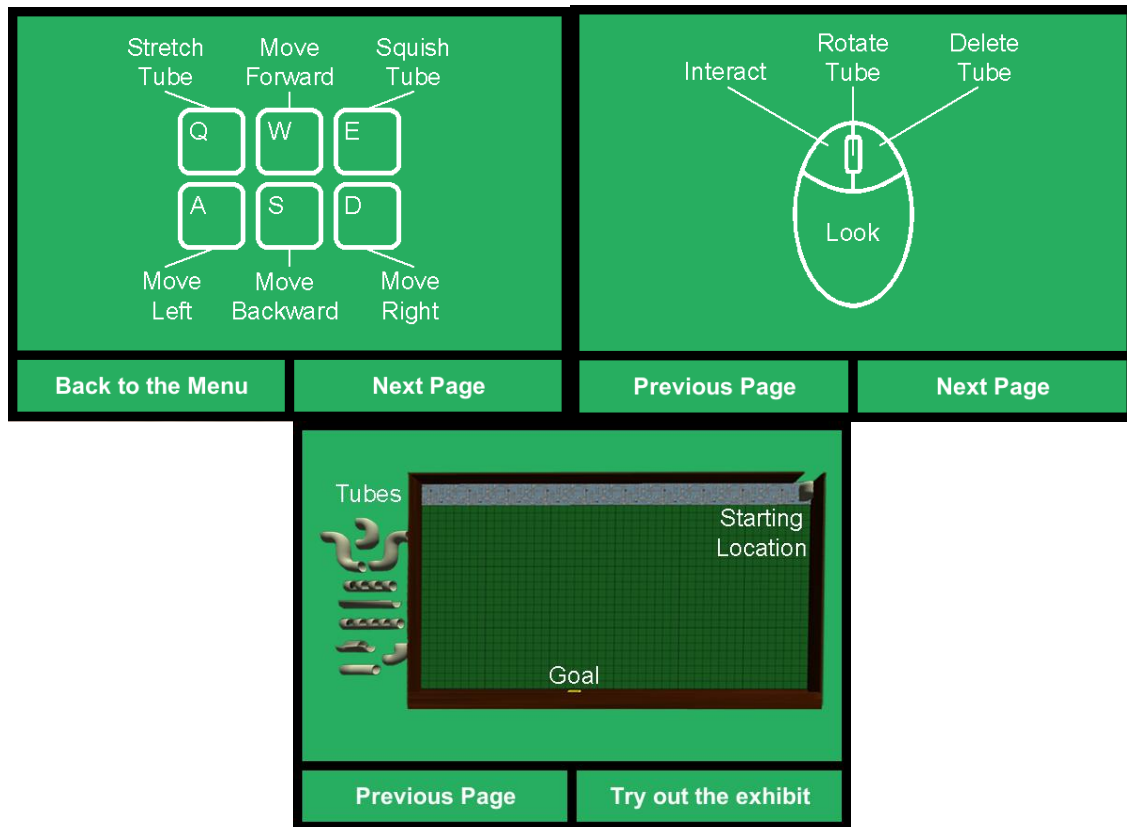 Stretch Tube
Move Forward
Squish Tube
Q W E
A S D
Move Left
Move Backward
Move Right
Back to the Menu
Next Page
Interact
Rotate Tube
Delete Tube
Look
Previous Page
Next Page
Tubes
Starting Location
Goal
Previous Page
Try out the exhibit